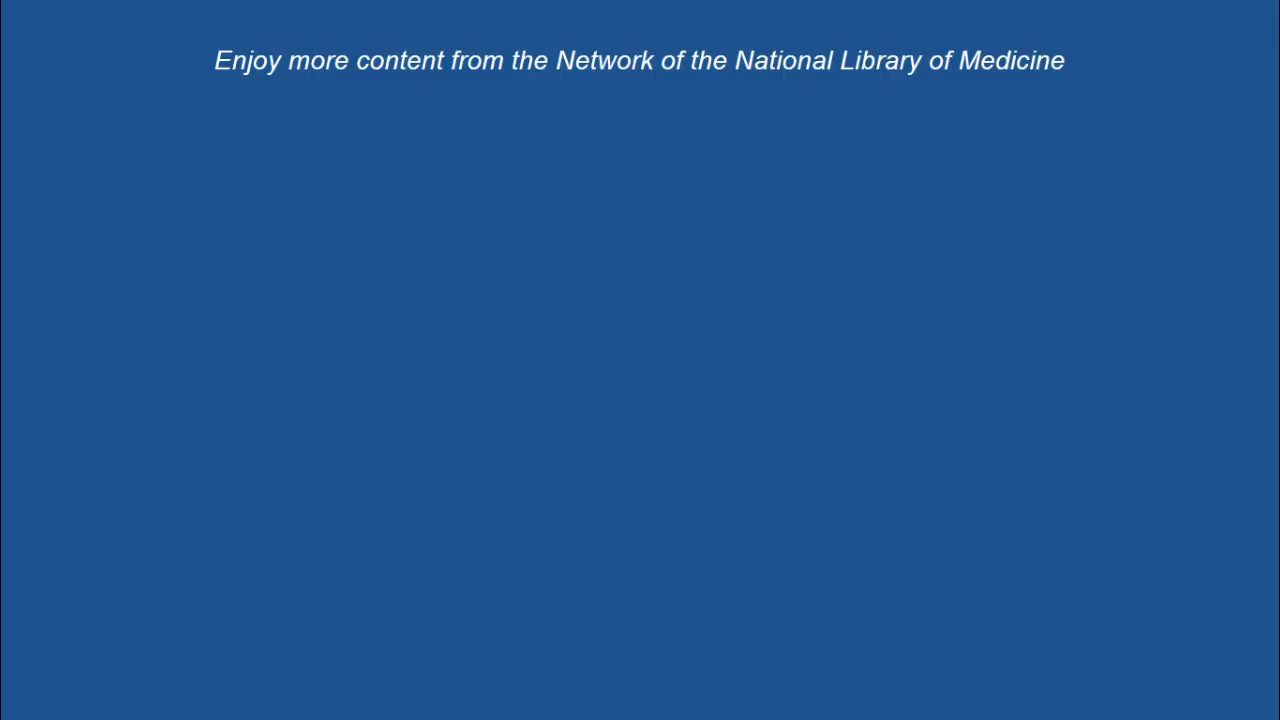 Enjoy more content from the Network of the National Library of Medicine